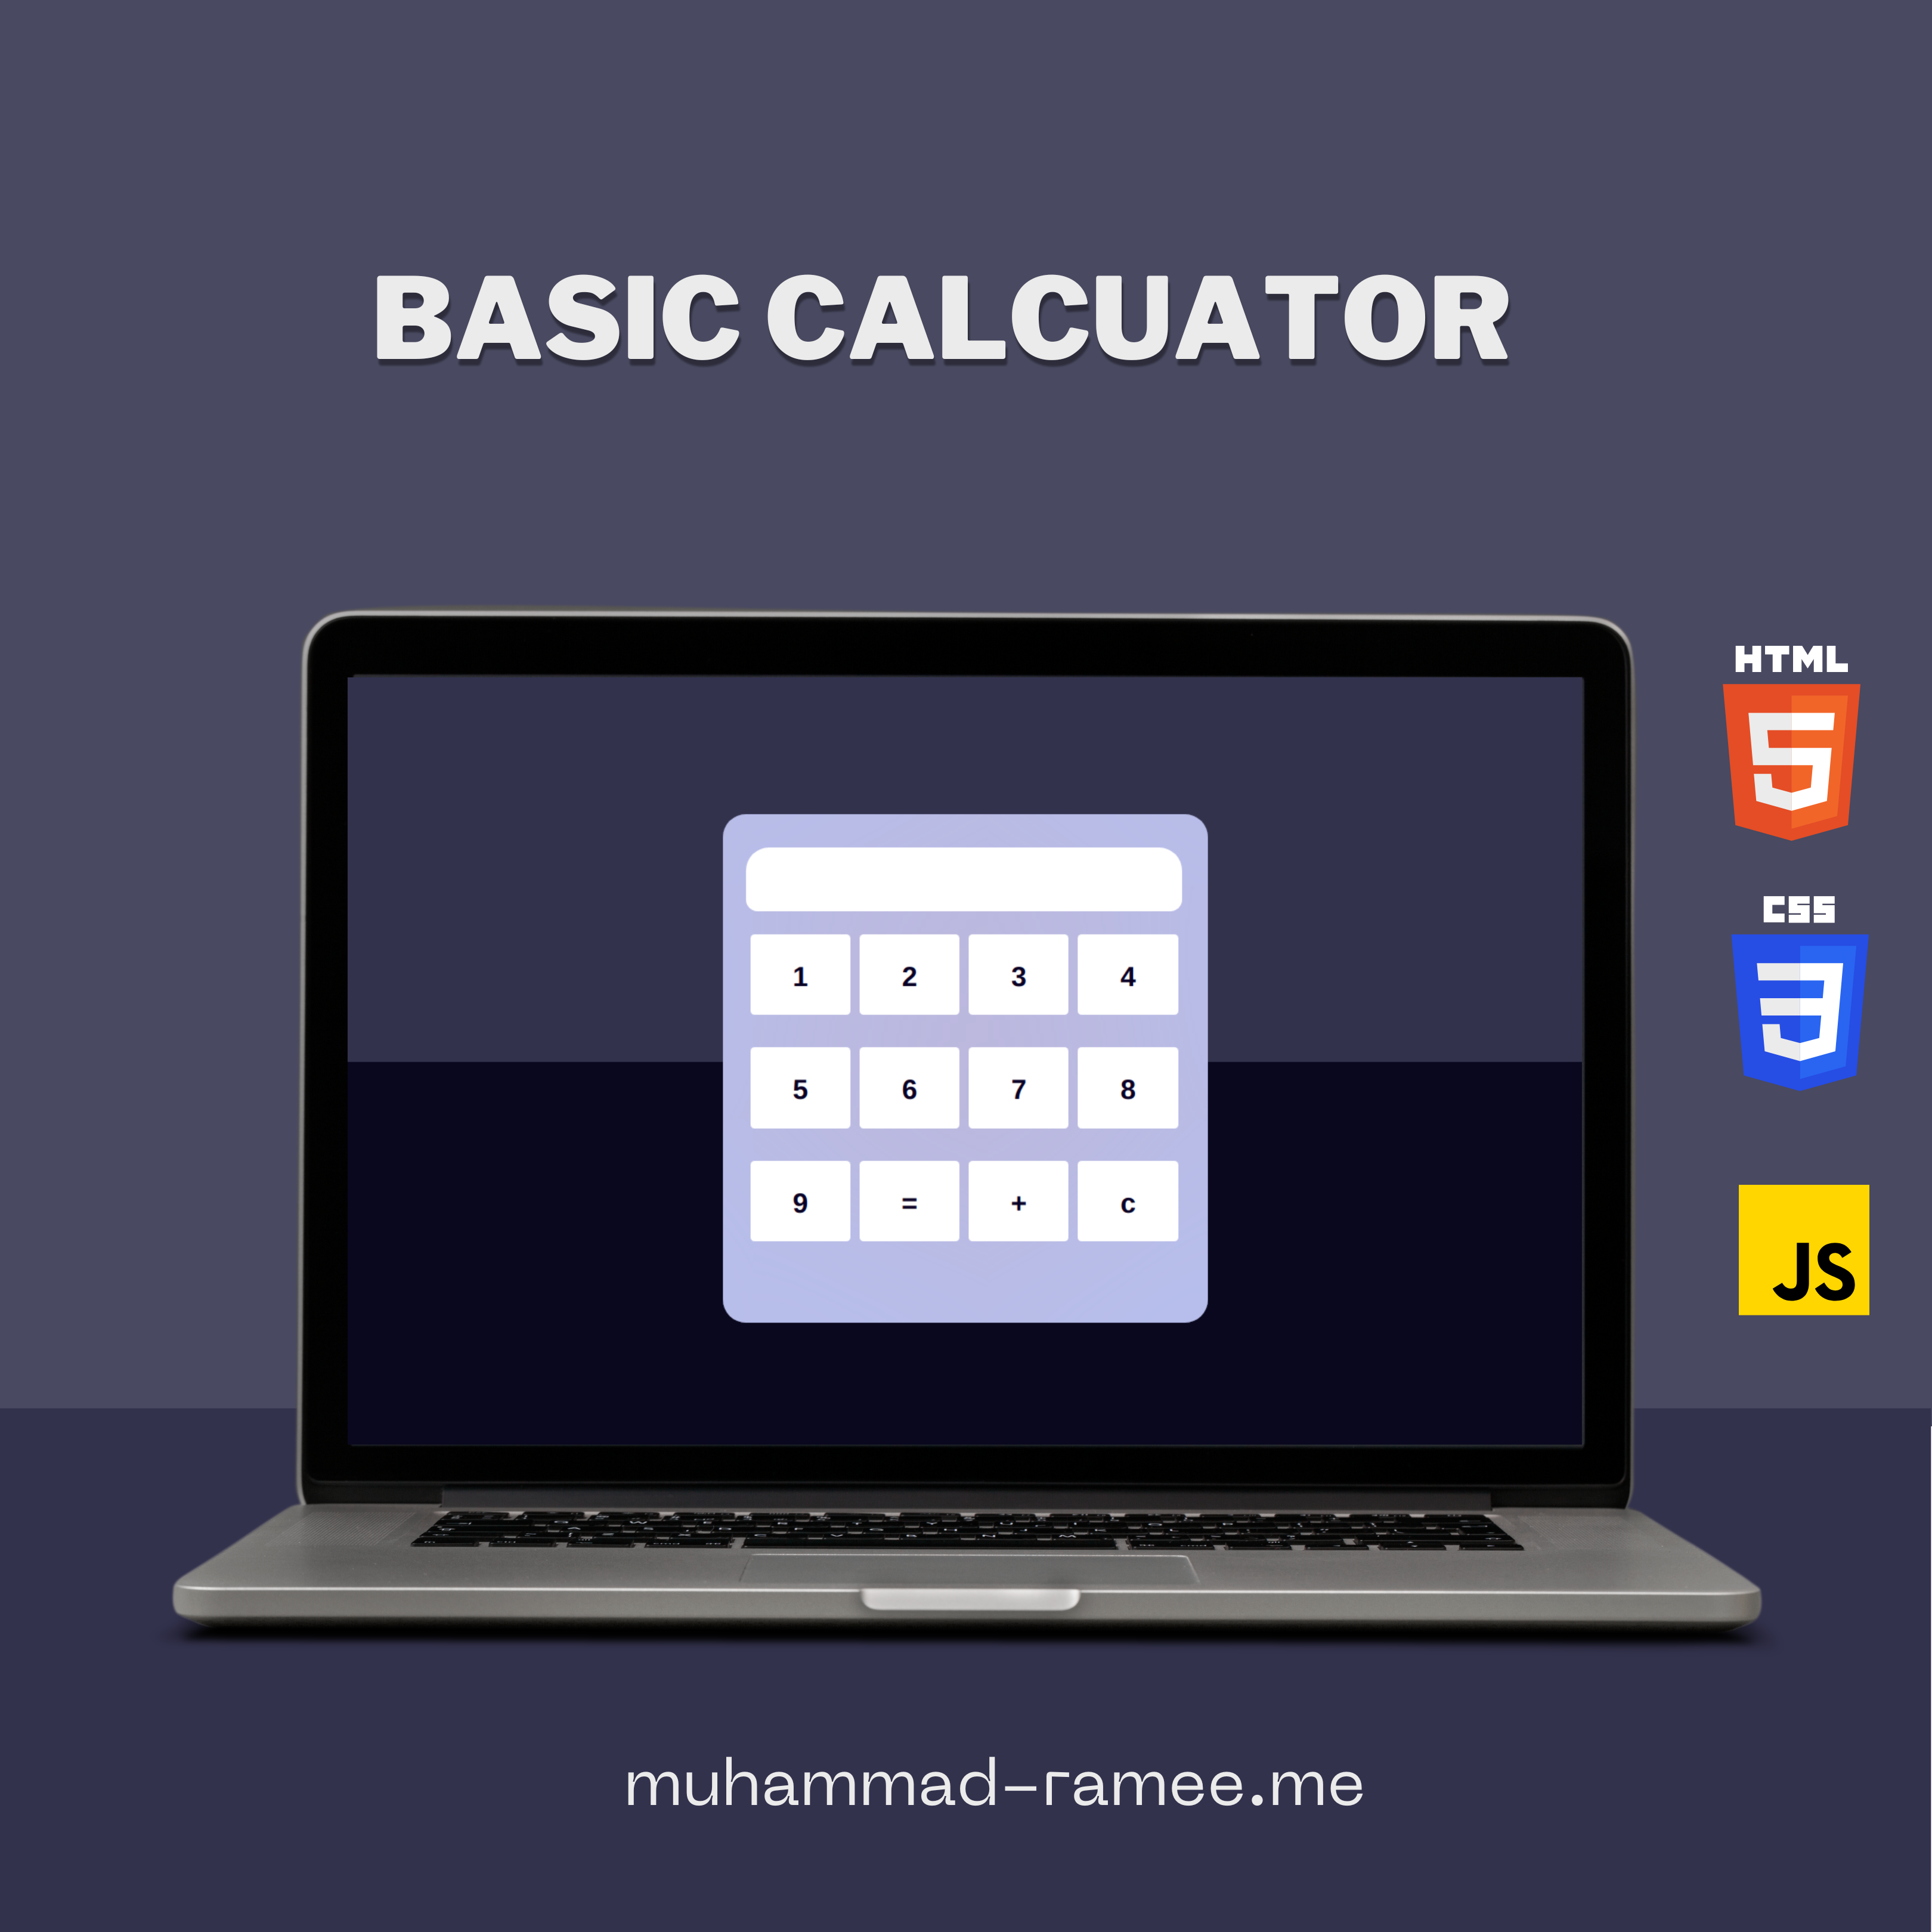 BASIC CALCUATOR
HTML
5
CSS
3
JS
1 2 3 4
5 6 7 8
9 = + c
muhammad-ramee.me